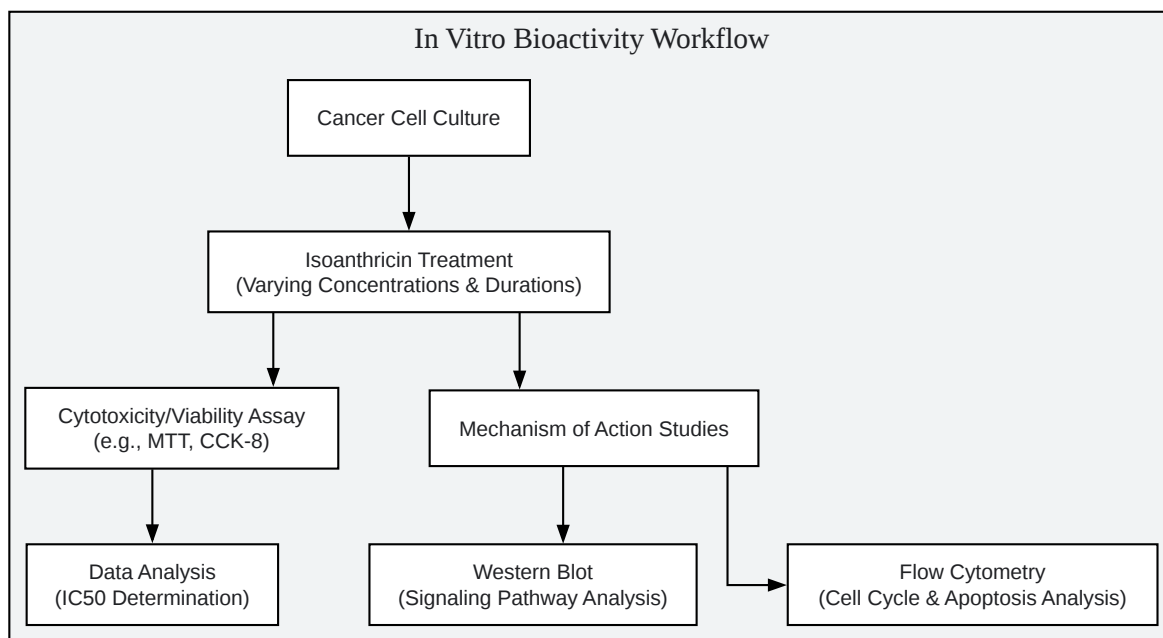 In Vitro Bioactivity Workflow
Cancer Cell Culture
Isoanthricin Treatment
(Varying Concentrations & Durations)
Cytotoxicity/Viability Assay
(e.g., MTT, CCK-8)
Mechanism of Action Studies
Data Analysis
(IC50 Determination)
Western Blot
(Signaling Pathway Analysis)
Flow Cytometry
(Cell Cycle & Apoptosis Analysis)